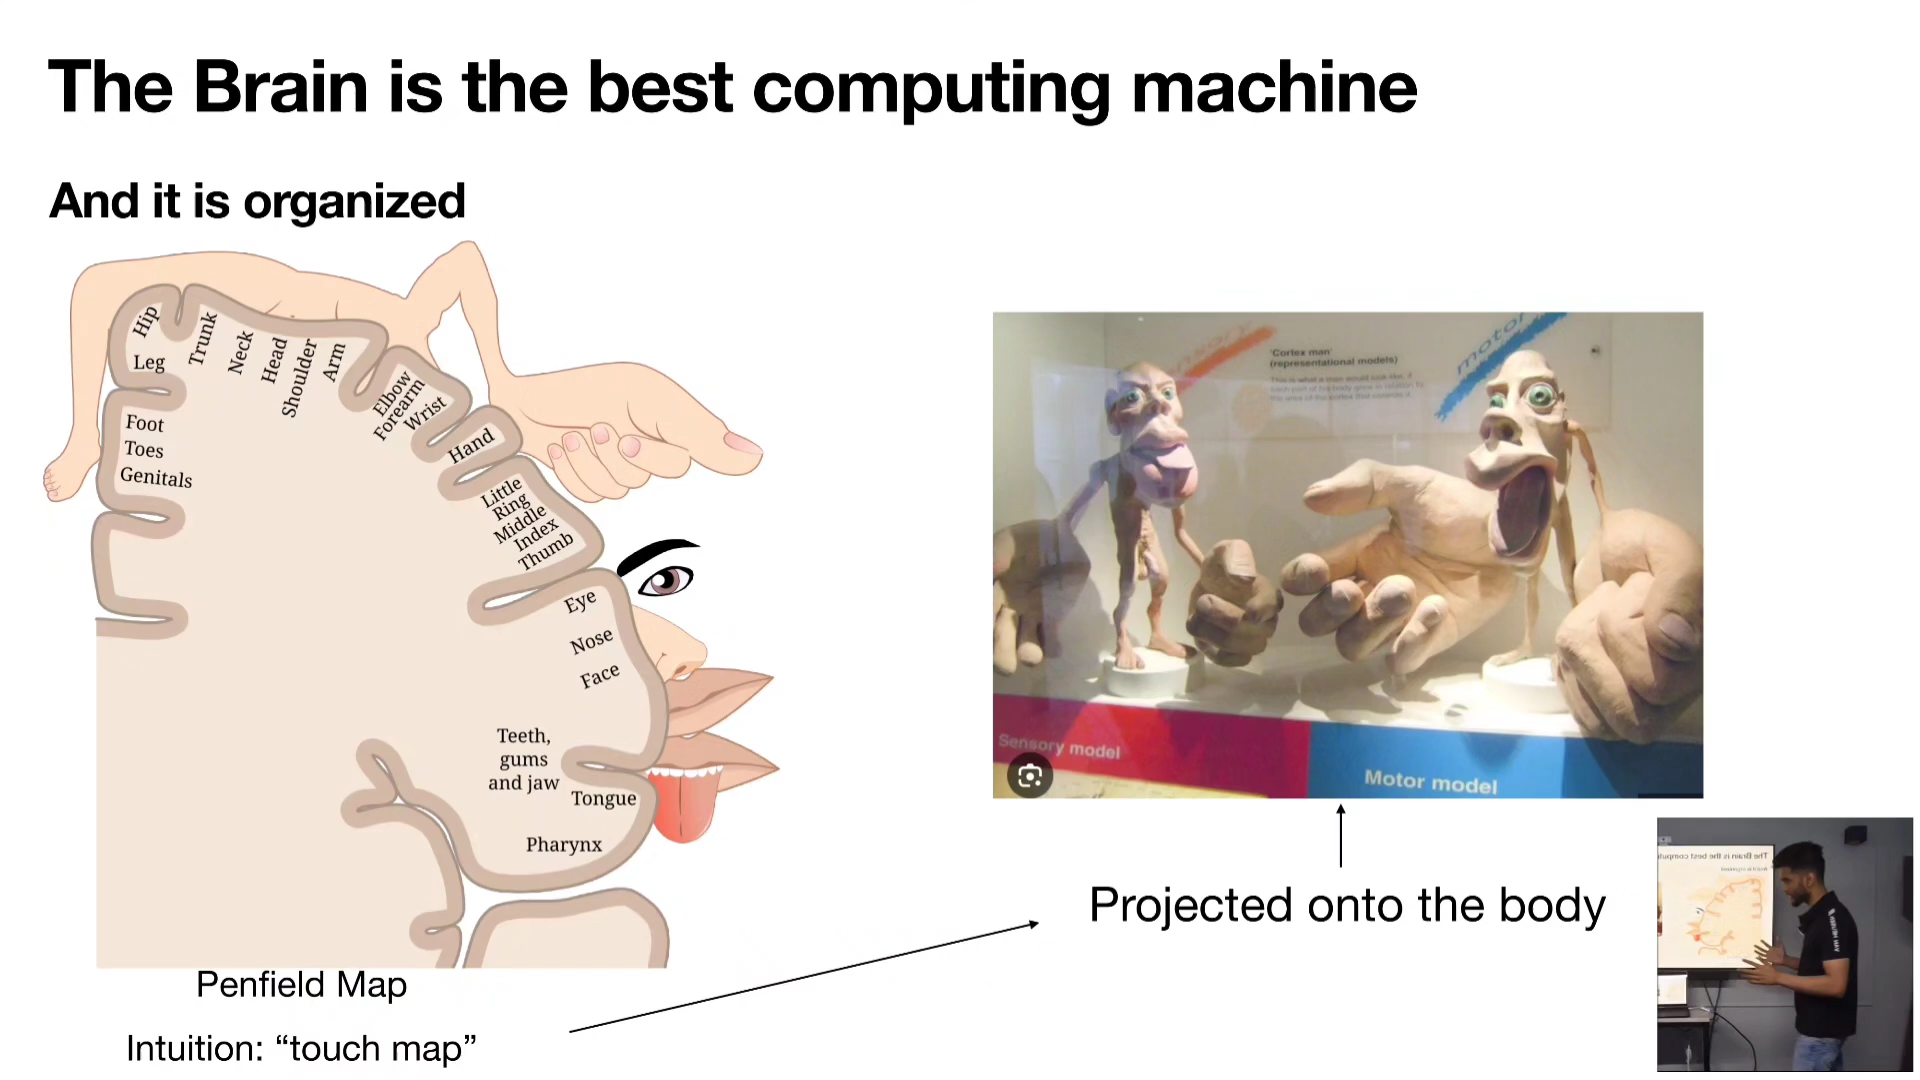 The Brain is the best computing machine
And it is organized
Hip
Leg
Trunk
Neck
Head
Shoulder
Arm
Elbow
Forearm
Wrist
Hand
Little
Ring
Middle
Index
Thumb
Foot
Toes
Genitals
Eye
Nose
Face
Teeth,
gums
and jaw
Tongue
Pharynx
Penfield Map
Intuition: “touch map”
motor
'Cortex man'
(representational models)
Sensory model
Motor model
Projected onto the body